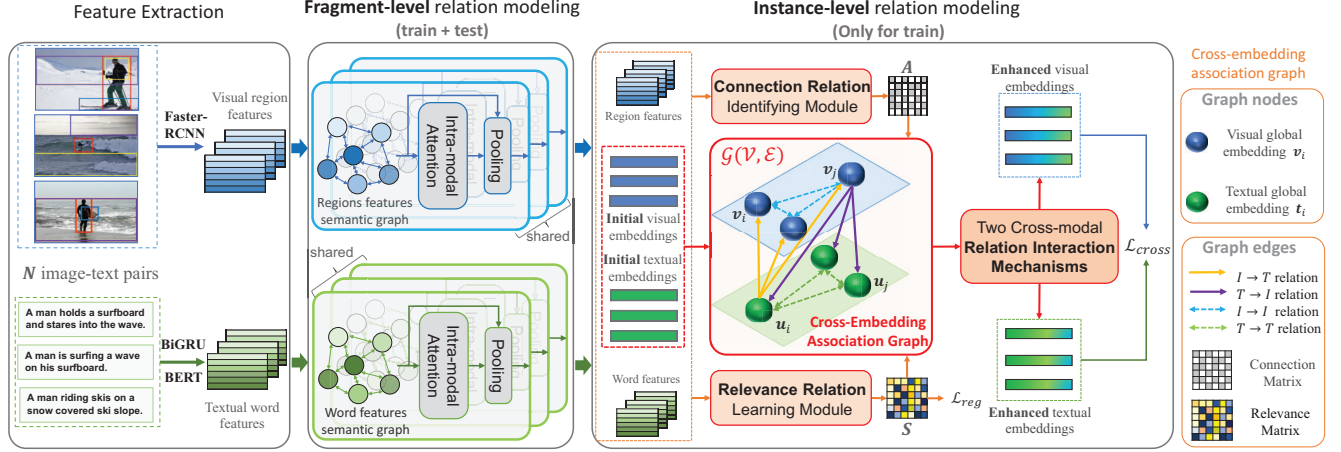 Feature Extraction
Fragment-level relation modeling
(train + test)
Instance-level relation modeling
(Only for train)
Faster-
RCNN
Visual region
features
N image-text pairs
A man holds a surfboard
and stares into the wave.
A man is surfing a wave
on his surfboard.
A man riding skis on a
snow covered ski slope.
BiGRU
BERT
Textual word
features
Regions features
semantic graph
Intra-modal
Attention
Pooling
shared
shared
Word features
semantic graph
Intra-modal
Attention
Pooling
Region features
Initial visual
embeddings
Initial textual
embeddings
Word features
Connection Relation
Identifying Module
A
G(V, E)
v_j
v_i
u_j
u_i
Cross-Embedding
Association Graph
Relevance Relation
Learning Module
S
ℒ_reg
Enhanced visual
embeddings
Two Cross-modal
Relation Interaction
Mechanisms
ℒ_cross
Enhanced textual
embeddings
Cross-embedding
association graph
Graph nodes
Visual global
embedding v_i
Textual global
embedding t_i
Graph edges
I → T relation
T → I relation
I → I relation
T → T relation
Connection
Matrix
Relevance
Matrix